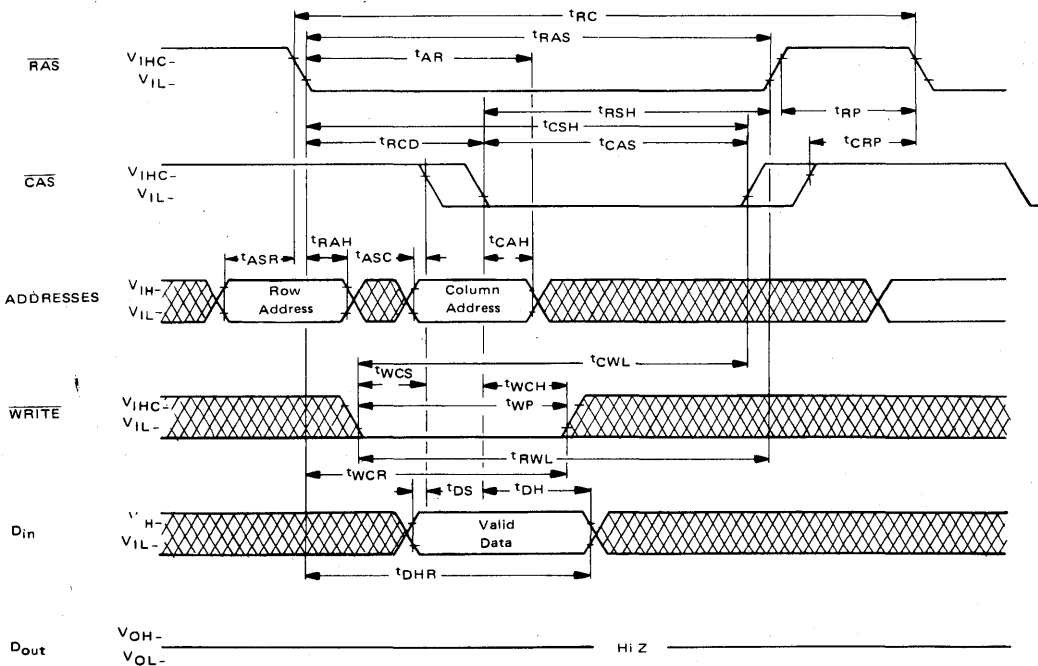 tRC
tRAS
tAR
RAS
VIHC-
VIL-
tRSH
tRP
tCSH
tRCD
tCAS
tCRP
CAS
VIHC-
VIL-
tRAH
tCAH
tASR
tASC
ADDRESSES
VIH-
VIL-
Row
Address
Column
Address
tCWL
tWCS
tWCH
WRITE
VIHC-
VIL-
tWP
tRWL
tWCR
tDS
tDH
Din
VIL-
Valid
Data
tDHR
Dout
VOH-
VOL-
Hi Z